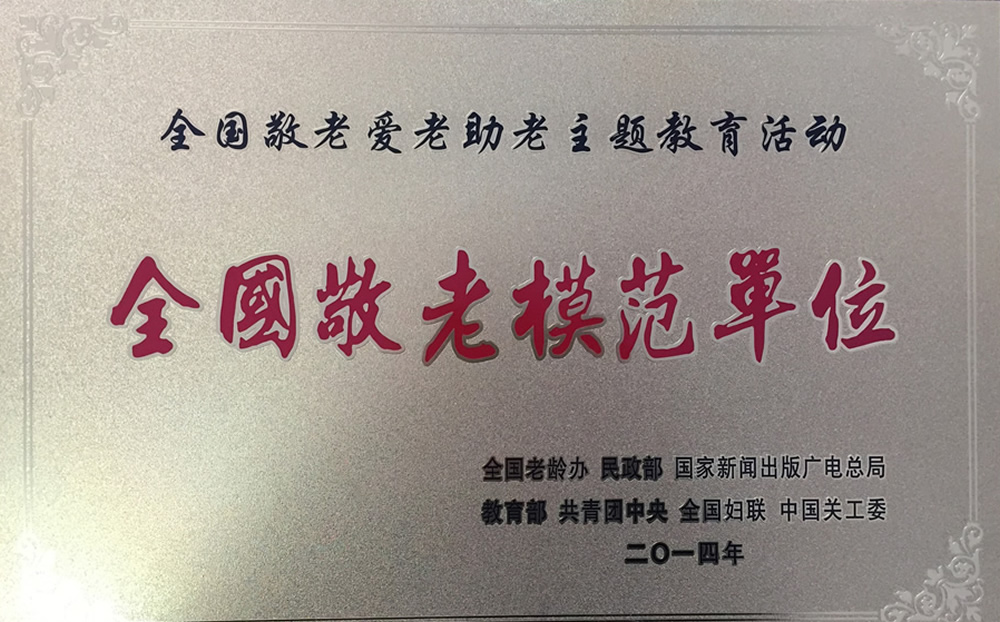 全国敬老爱老助老主题教育活动
全國敬老模范單位
全国老龄办 民政部 国家新闻出版广电总局
教育部 共青团中央 全国妇联 中国关工委
二〇一四年